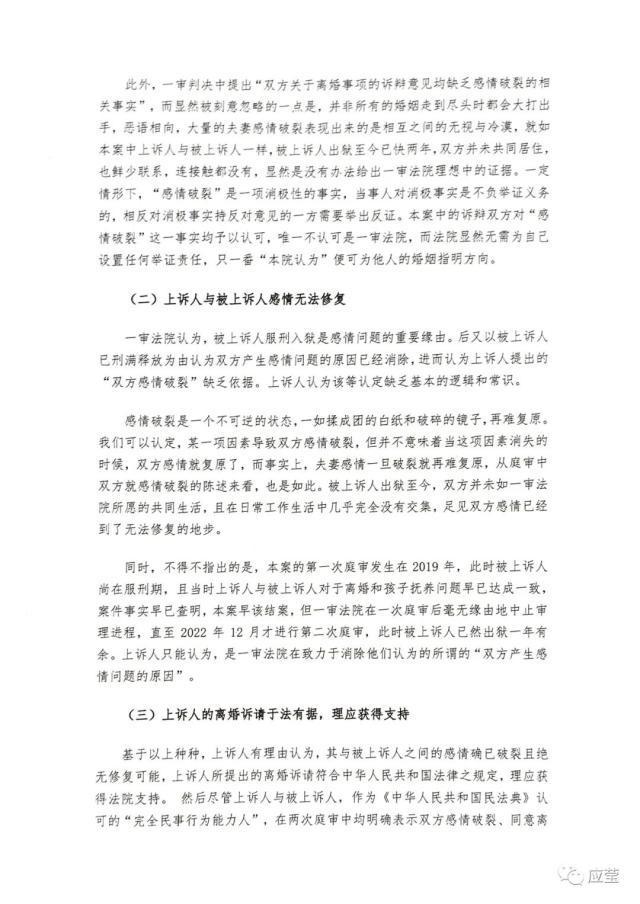 此外，一审判决中提出“双方关于离婚事项的诉辩意见均缺乏感情破裂的相
关事实”，而显然被刻意忽略的一点是，并非所有的婚姻走到尽头时都会大打出
手，恶语相向，大量的夫妻感情破裂表现出来的是相互之间的无视与冷漠，就如
本案中上诉人与被上诉人一样，被上诉人出狱至今已快两年，双方并未共同居住，
也鲜少联系，连接触都没有，显然是没有办法给出一审法院理想中的证据。一定
情形下，“感情破裂”是一项消极性的事实，当事人对消极事实是不负举证义务
的，相反对消极事实持反对意见的一方需要举出反证。本案中的诉辩双方对“感
情破裂”这一事实均予以认可，唯一不认可是一审法院，而法院显然无需为自己
设置任何举证责任，只一番“本院认为”便可为他人的婚姻指明方向。
（二）上诉人与被上诉人感情无法修复
一审法院认为，被上诉人服刑入狱是感情问题的重要缘由。后又以被上诉人
已刑满释放为由认为双方产生感情问题的原因已经消除，进而认为上诉人提出的
“双方感情破裂”缺乏依据。上诉人认为该等认定缺乏基本的逻辑和常识。
感情破裂是一个不可逆的状态，一如揉成团的白纸和破碎的镜子，再难复原。
我们可以认定，某一项因素导致双方感情破裂，但并不意味着当这项因素消失的
时候，双方感情就复原了，而事实上，夫妻感情一旦破裂就再难复原，从庭审中
双方就感情破裂的陈述来看，也是如此。被上诉人出狱至今，双方并未如一审法
院所愿的共同生活，且在日常工作生活中几乎完全没有交集，足见双方感情已经
到了无法修复的地步。
同时，不得不指出的是，本案的第一次庭审发生在 2019 年，此时被上诉人
尚在服刑期，且当时上诉人与被上诉人对于离婚和孩子抚养问题早已达成一致，
案件事实早已查明，本案早该结案，但一审法院在一次庭审后毫无缘由地中止审
理进程，直至 2022 年 12 月才进行第二次庭审，此时被上诉人已然出狱一年有
余。上诉人只能认为，是一审法院在致力于消除他们认为的所谓的“双方产生感
情问题的原因”。
（三）上诉人的离婚诉请于法有据，理应获得支持
基于以上种种，上诉人有理由认为，其与被上诉人之间的感情确已破裂且绝
无修复可能，上诉人所提出的离婚诉请符合中华人民共和国法律之规定，理应获
得法院支持。 然后尽管上诉人与被上诉人，作为《中华人民共和国民法典》认
可的“完全民事行为能力人”，在两次庭审中均明确表示双方感情破裂、同意离
应莹